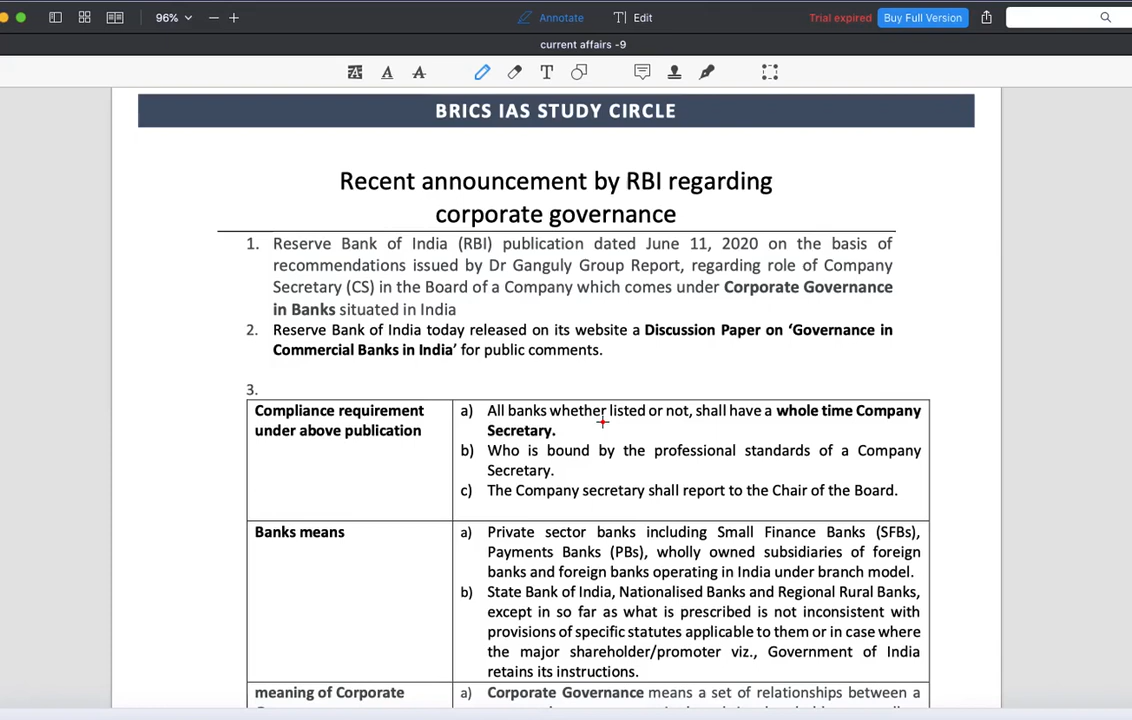 96%
Annotate
T| Edit
Trial expired
Buy Full Version
current affairs -9
BRICS IAS STUDY CIRCLE
Recent announcement by RBI regarding
corporate governance
1. Reserve Bank of India (RBI) publication dated June 11, 2020 on the basis of
recommendations issued by Dr Ganguly Group Report, regarding role of Company
Secretary (CS) in the Board of a Company which comes under Corporate Governance
in Banks situated in India
2. Reserve Bank of India today released on its website a Discussion Paper on ‘Governance in
Commercial Banks in India’ for public comments.
3.
Compliance requirement
under above publication
a) All banks whether listed or not, shall have a whole time Company
Secretary.
b) Who is bound by the professional standards of a Company
Secretary.
c) The Company secretary shall report to the Chair of the Board.
Banks means
a) Private sector banks including Small Finance Banks (SFBs),
Payments Banks (PBs), wholly owned subsidiaries of foreign
banks and foreign banks operating in India under branch model.
b) State Bank of India, Nationalised Banks and Regional Rural Banks,
except in so far as what is prescribed is not inconsistent with
provisions of specific statutes applicable to them or in case where
the major shareholder/promoter viz., Government of India
retains its instructions.
meaning of Corporate
a) Corporate Governance means a set of relationships between a